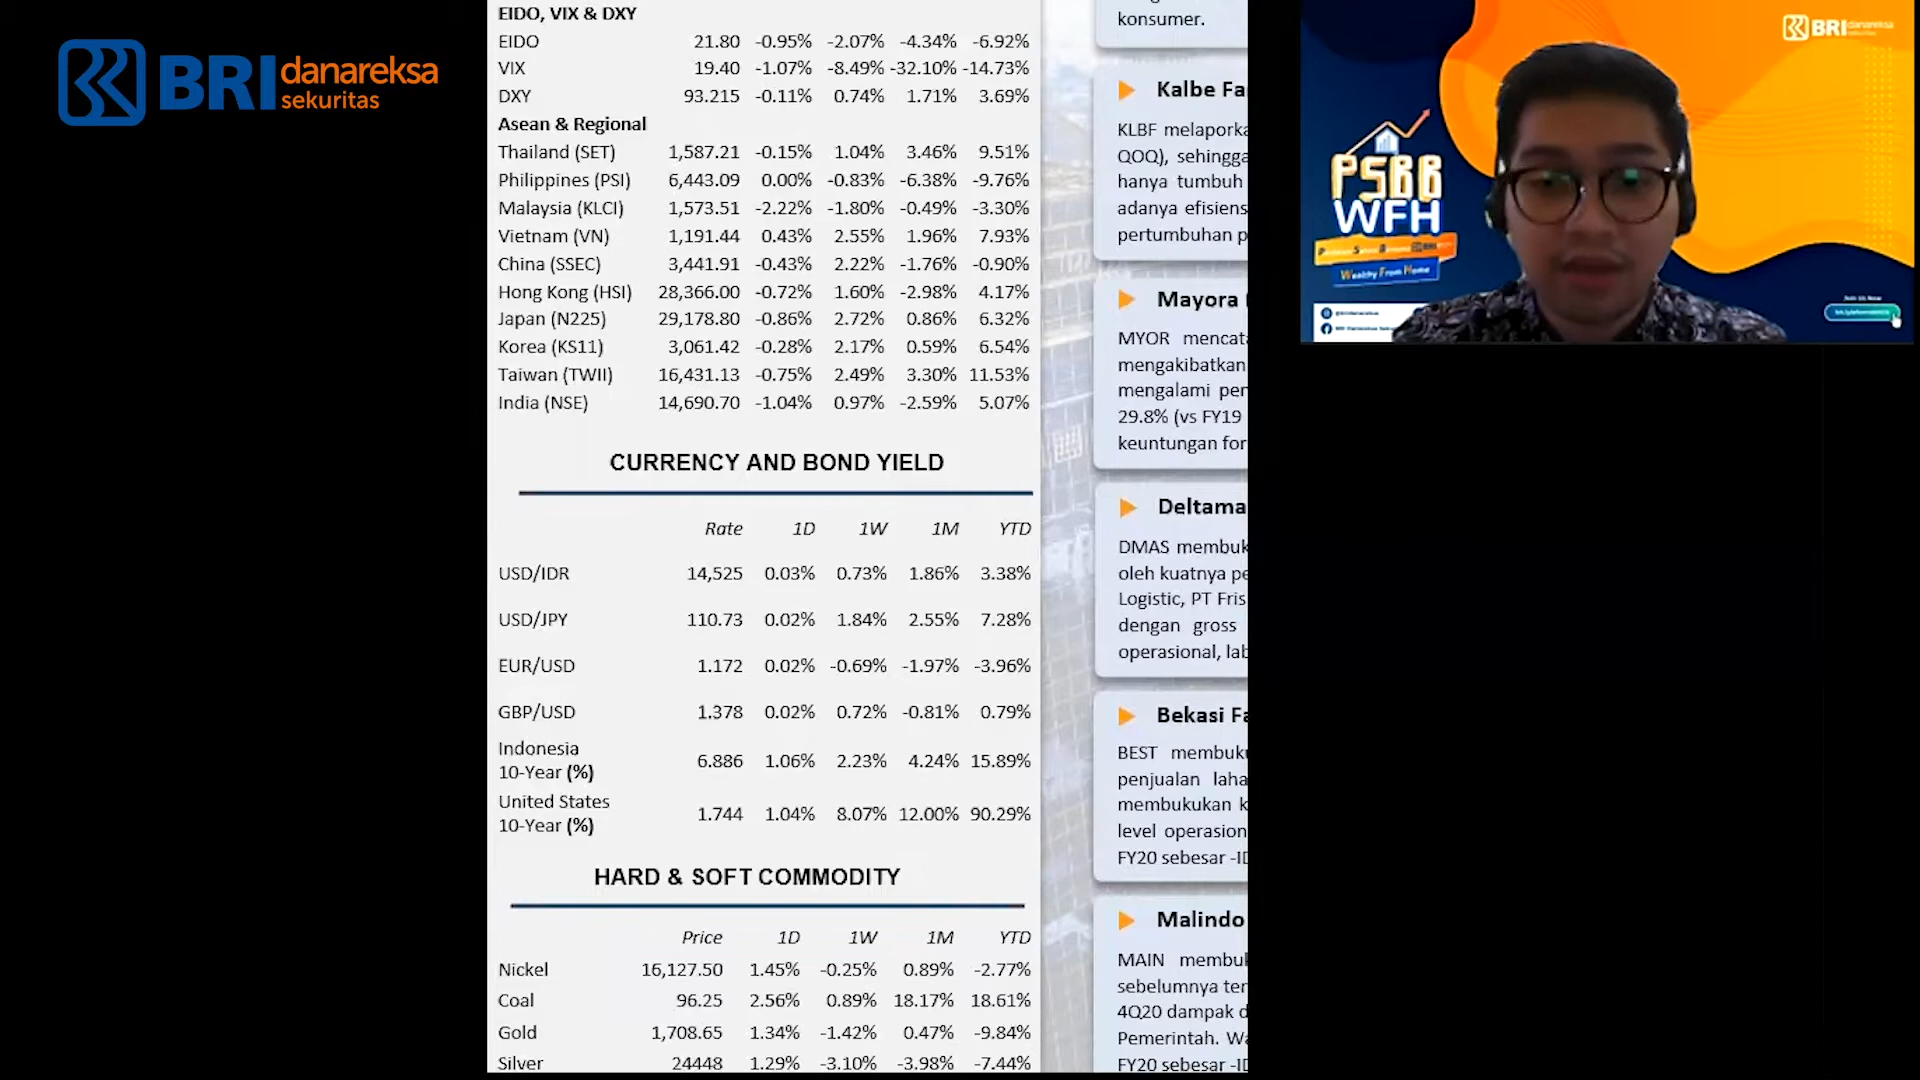 BRI danareksa
sekuritas
EIDO, VIX & DXY
EIDO 21.80 -0.95% -2.07% -4.34% -6.92%
VIX 19.40 -1.07% -8.49% -32.10% -14.73%
DXY 93.215 -0.11% 0.74% 1.71% 3.69%
Asean & Regional
Thailand (SET) 1,587.21 -0.15% 1.04% 3.46% 9.51%
Philippines (PSI) 6,443.09 0.00% -0.83% -6.38% -9.76%
Malaysia (KLCI) 1,573.51 -2.22% -1.80% -0.49% -3.30%
Vietnam (VN) 1,191.44 0.43% 2.55% 1.96% 7.93%
China (SSEC) 3,441.91 -0.43% 2.22% -1.76% -0.90%
Hong Kong (HSI) 28,366.00 -0.72% 1.60% -2.98% 4.17%
Japan (N225) 29,178.80 -0.86% 2.72% 0.86% 6.32%
Korea (KS11) 3,061.42 -0.28% 2.17% 0.59% 6.54%
Taiwan (TWII) 16,431.13 -0.75% 2.49% 3.30% 11.53%
India (NSE) 14,690.70 -1.04% 0.97% -2.59% 5.07%
CURRENCY AND BOND YIELD
Rate 1D 1W 1M YTD
USD/IDR 14,525 0.03% 0.73% 1.86% 3.38%
USD/JPY 110.73 0.02% 1.84% 2.55% 7.28%
EUR/USD 1.172 0.02% -0.69% -1.97% -3.96%
GBP/USD 1.378 0.02% 0.72% -0.81% 0.79%
Indonesia
10-Year (%) 6.886 1.06% 2.23% 4.24% 15.89%
United States
10-Year (%) 1.744 1.04% 8.07% 12.00% 90.29%
HARD & SOFT COMMODITY
Price 1D 1W 1M YTD
Nickel 16,127.50 1.45% -0.25% 0.89% -2.77%
Coal 96.25 2.56% 0.89% 18.17% 18.61%
Gold 1,708.65 1.34% -1.42% 0.47% -9.84%
Silver 24448 1.29% -3.10% -3.98% -7.44%
konsumer.
Kalbe Fa
KLBF melaporka
QOQ), sehingga
hanya tumbuh
adanya efisiens
pertumbuhan p
Mayora
MYOR mencata
mengakibatkan
mengalami pen
29.8% (vs FY19
keuntungan for
Deltama
DMAS membuk
oleh kuatnya pe
Logistic, PT Fris
dengan gross
operasional, lab
Bekasi Fa
BEST membuku
penjualan laha
membukukan k
level operasion
FY20 sebesar -ID
Malindo
MAIN membuk
sebelumnya ter
4Q20 dampak d
Pemerintah. Wa
FY20 sebesar -ID
BRI danareksa
sekuritas
PSBB
WFH
Wealthy From Home
Join Us Now